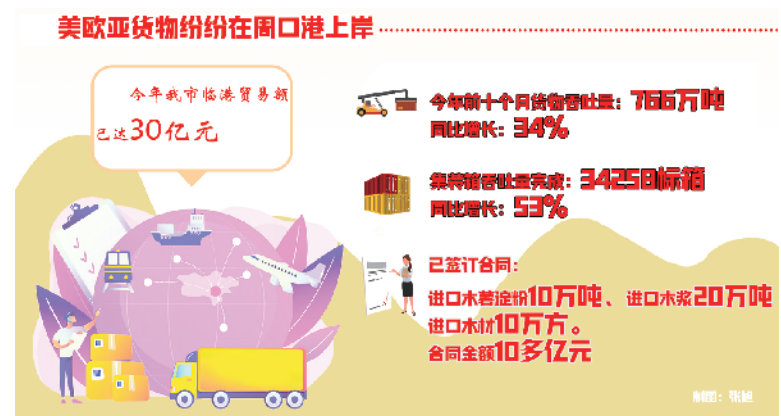 美欧亚货物纷纷在周口港上岸
今年我市临港贸易额
已达30亿元
今年前十个月货物吞吐量：766万吨
同比增长：34%
集装箱吞吐量完成：34258标箱
同比增长：53%
已签订合同：
进口木薯淀粉10万吨、进口木浆20万吨
进口木材10万方。
合同金额10多亿元
制图：张旭